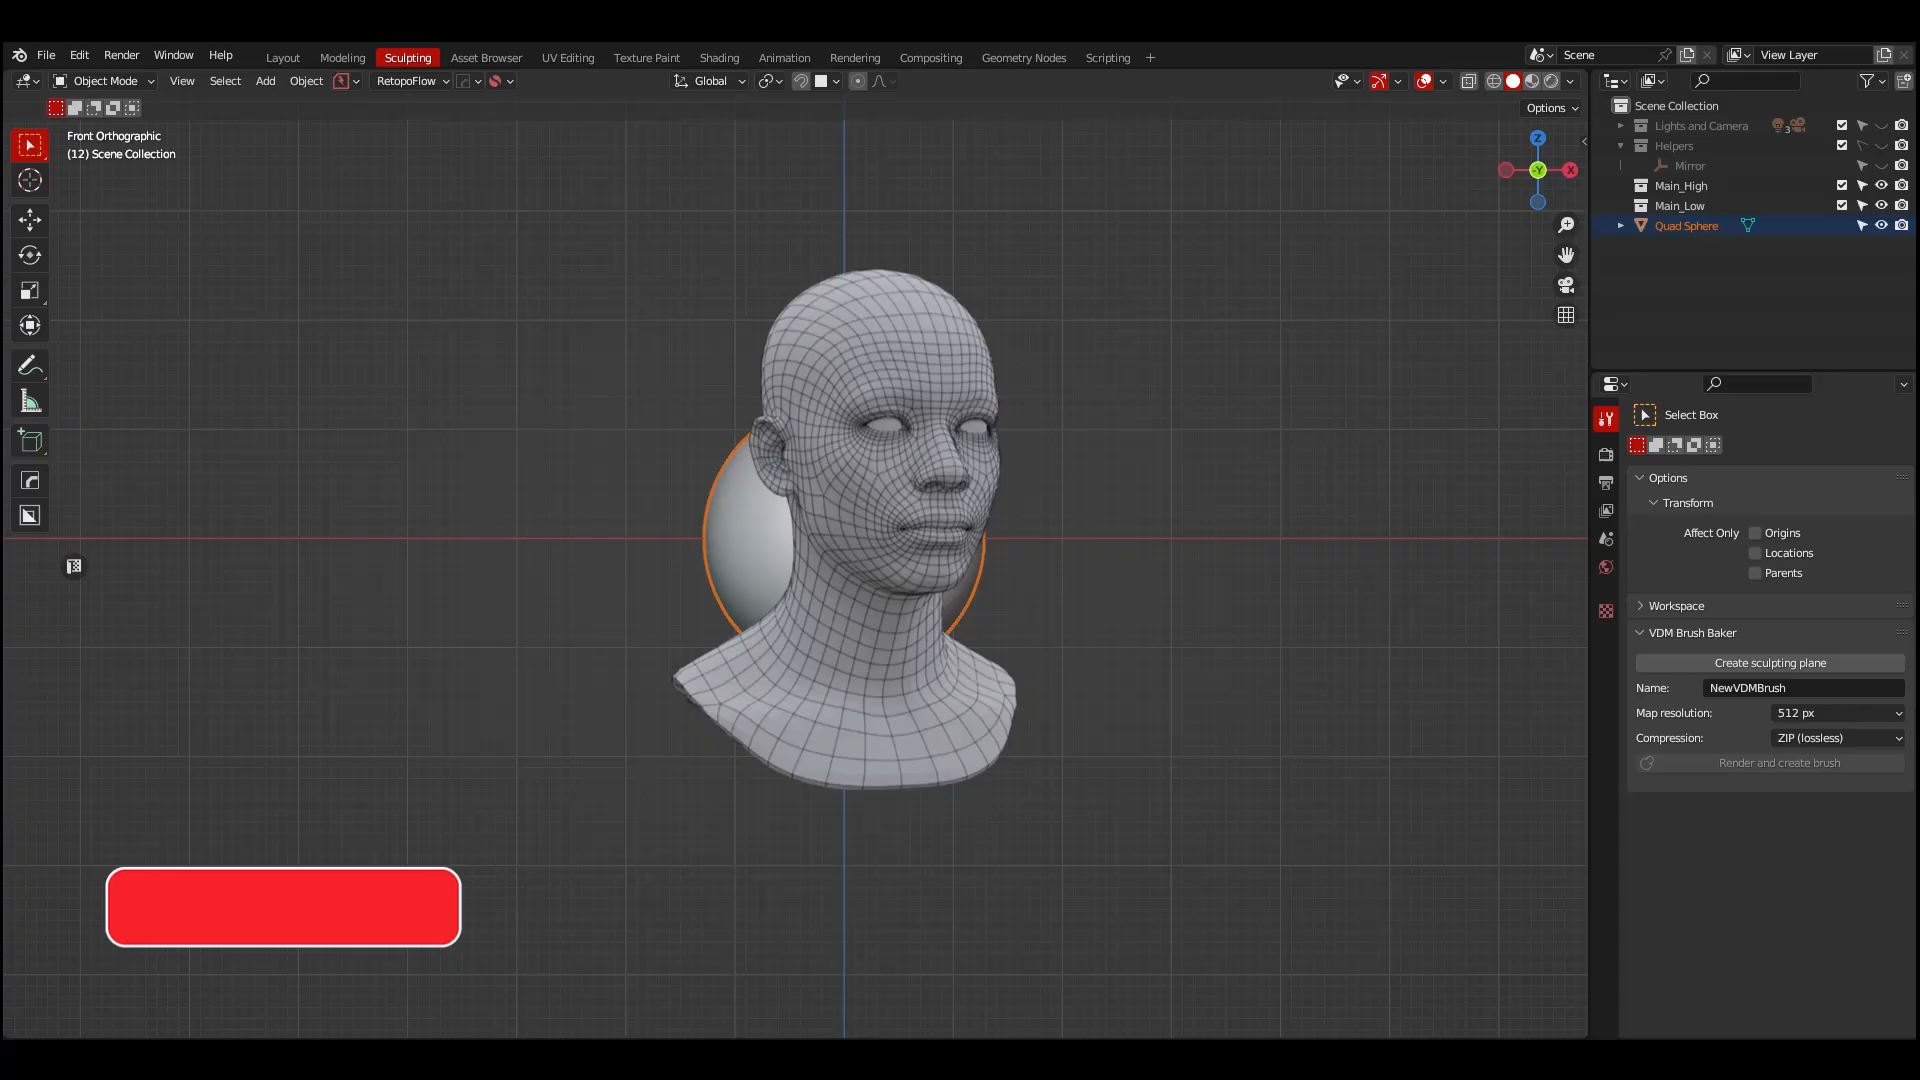 File Edit Render Window Help
Layout Modeling Sculpting Asset Browser UV Editing Texture Paint Shading Animation Rendering Compositing Geometry Nodes Scripting +
Scene
View Layer
Object Mode View Select Add Object RetopoFlow
Global
Options
Front Orthographic
(12) Scene Collection
Z
-Y
X
Scene Collection
Lights and Camera 3
Helpers
Mirror
Main_High
Main_Low
Quad Sphere
Select Box
Options
Transform
Affect Only Origins
Locations
Parents
Workspace
VDM Brush Baker
Create sculpting plane
Name: NewVDMBrush
Map resolution: 512 px
Compression: ZIP (lossless)
Render and create brush